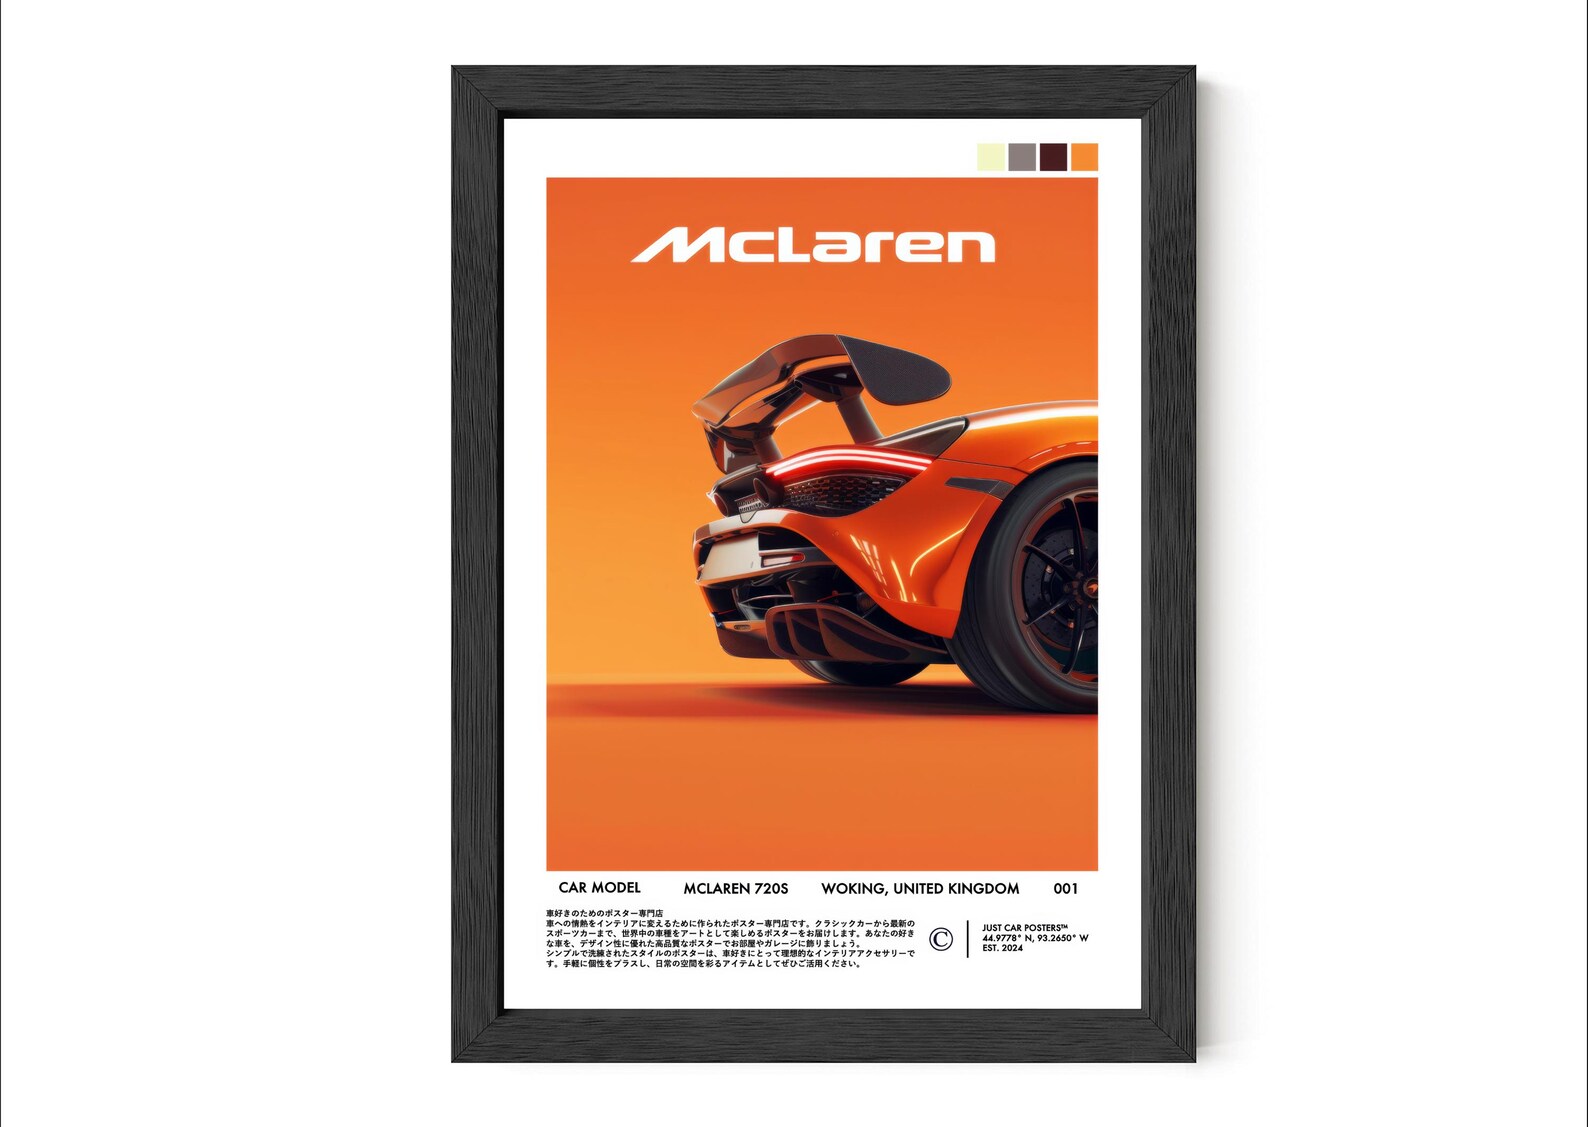 McLaren
CAR MODEL MCLAREN 720S WOKING, UNITED KINGDOM 001
車好きのためのポスター専門店
車への情熱をインテリアに変えるために作られたポスター専門店です。クラシックカーから最新の
スポーツカーまで、世界中の車種をアートとして楽しめるポスターをお届けします。あなたの好き
な車を、デザイン性に優れた高品質なポスターでお部屋やガレージに飾りましょう。
シンプルで洗練されたスタイルのポスターは、車好きにとって理想的なインテリアアクセサリーで
す。手軽に個性をプラスし、日常の空間を彩るアイテムとしてぜひご活用ください。
©
JUST CAR POSTERS™
44.9778° N, 93.2650° W
EST. 2024